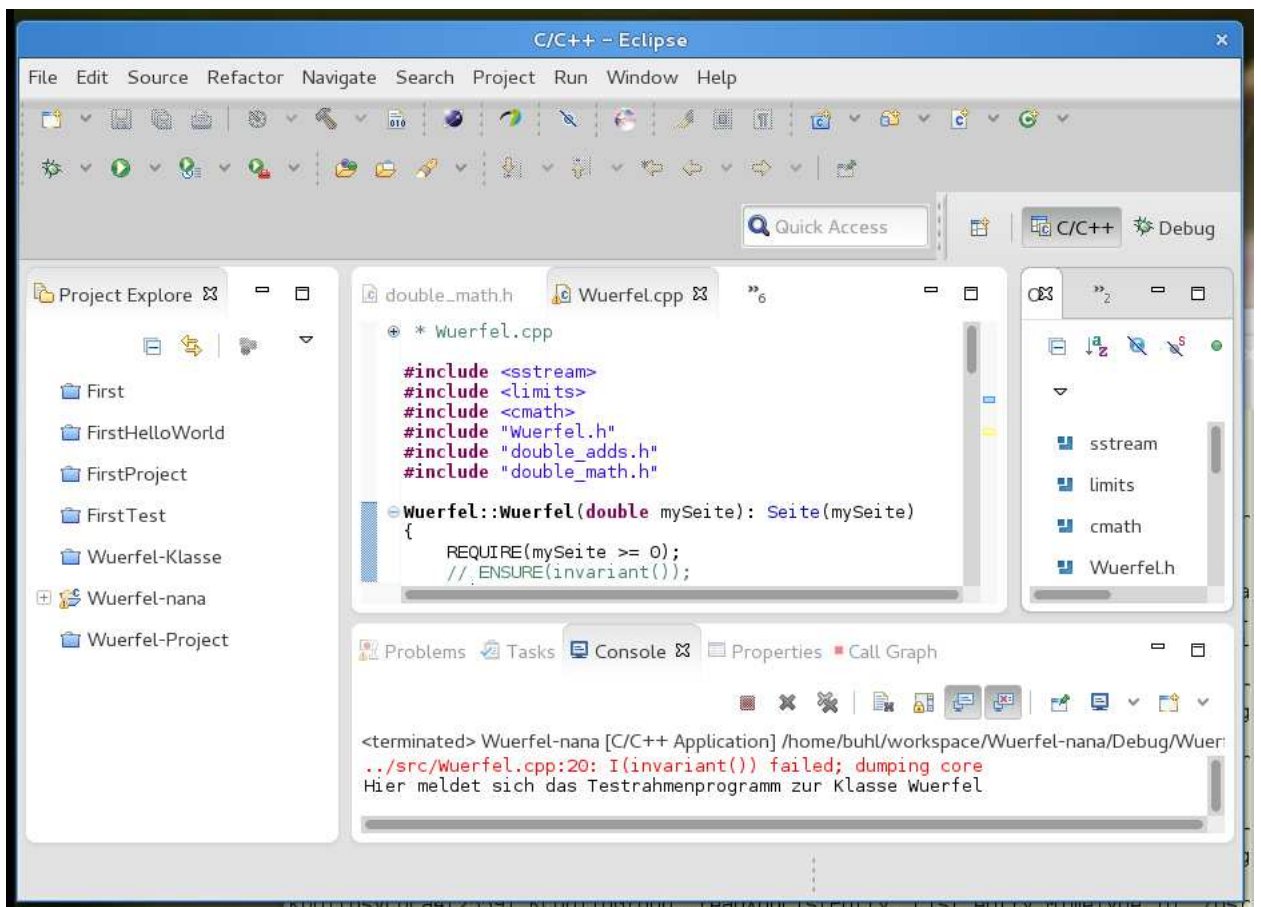 C/C++ – Eclipse
File Edit Source Refactor Navigate Search Project Run Window Help
Quick Access
C/C++
Debug
Project Explore
First
FirstHelloWorld
FirstProject
FirstTest
Wuerfel-Klasse
Wuerfel-nana
Wuerfel-Project
double_math.h Wuerfel.cpp »6
* Wuerfel.cpp
#include <sstream>
#include <limits>
#include <cmath>
#include "Wuerfel.h"
#include "double_adds.h"
#include "double_math.h"
Wuerfel::Wuerfel(double mySeite): Seite(mySeite)
{
REQUIRE(mySeite >= 0);
// ENSURE(invariant());
»2
sstream
limits
cmath
Wuerfel.h
Problems Tasks Console Properties Call Graph
<terminated> Wuerfel-nana [C/C++ Application] /home/buhl/workspace/Wuerfel-nana/Debug/Wuer
../src/Wuerfel.cpp:20: I(invariant()) failed; dumping core
Hier meldet sich das Testrahmenprogramm zur Klasse Wuerfel